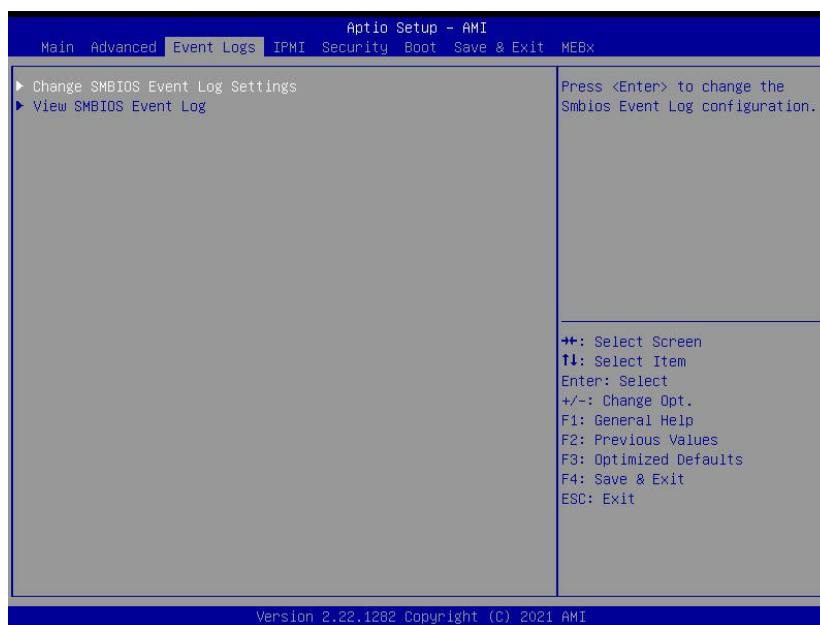 Aptio Setup – AMI
Main Advanced Event Logs IPMI Security Boot Save & Exit MEBx
▶ Change SMBIOS Event Log Settings
▶ View SMBIOS Event Log
Press <Enter> to change the
Smbios Event Log configuration.
→←: Select Screen
↑↓: Select Item
Enter: Select
+/-: Change Opt.
F1: General Help
F2: Previous Values
F3: Optimized Defaults
F4: Save & Exit
ESC: Exit
Version 2.22.1282 Copyright (C) 2021 AMI